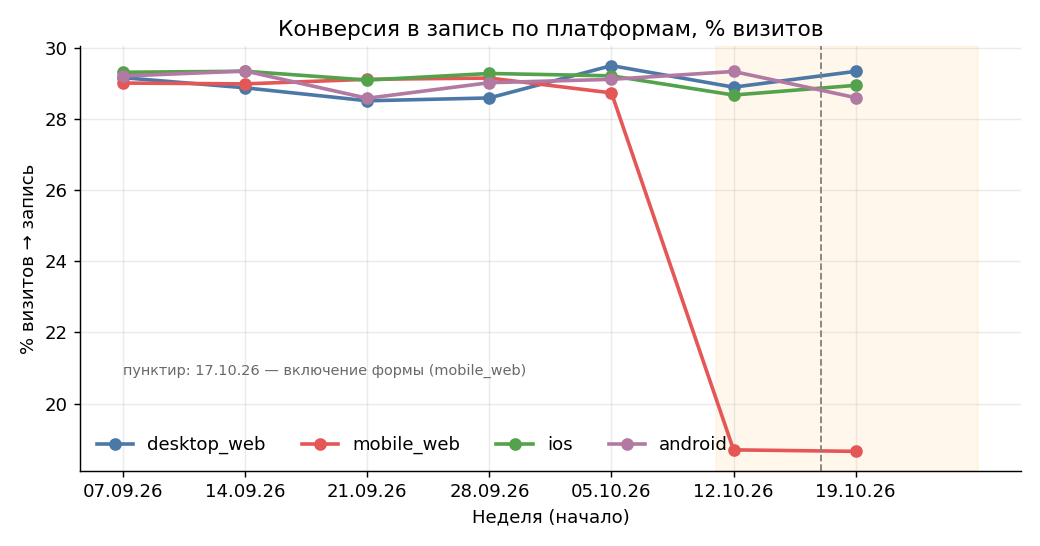 Конверсия в запись по платформам, % визитов
% визитов → запись
30
28
26
24
22
20
пунктир: 17.10.26 — включение формы (mobile_web)
desktop_web mobile_web ios android
07.09.26 14.09.26 21.09.26 28.09.26 05.10.26 12.10.26 19.10.26
Неделя (начало)